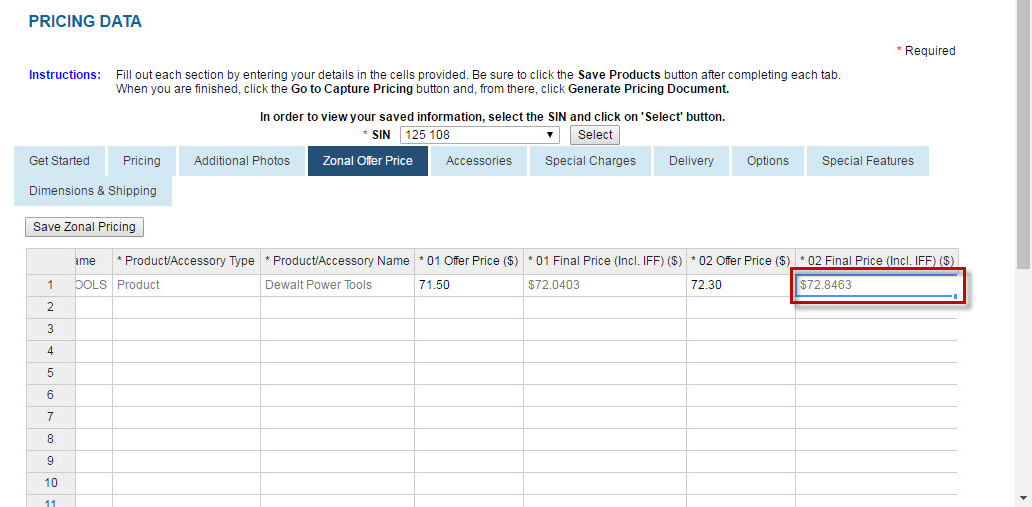 PRICING DATA
* Required
Instructions: Fill out each section by entering your details in the cells provided. Be sure to click the Save Products button after completing each tab.
When you are finished, click the Go to Capture Pricing button and, from there, click Generate Pricing Document.
In order to view your saved information, select the SIN and click on 'Select' button.
* SIN 125 108 Select
Get Started Pricing Additional Photos Zonal Offer Price Accessories Special Charges Delivery Options Special Features
Dimensions & Shipping
Save Zonal Pricing
ame * Product/Accessory Type * Product/Accessory Name * 01 Offer Price ($) * 01 Final Price (Incl. IFF) ($) * 02 Offer Price ($) * 02 Final Price (Incl. IFF) ($)
1 OOLS Product Dewalt Power Tools 71.50 $72.0403 72.30 $72.8463
2
3
4
5
6
7
8
9
10
11